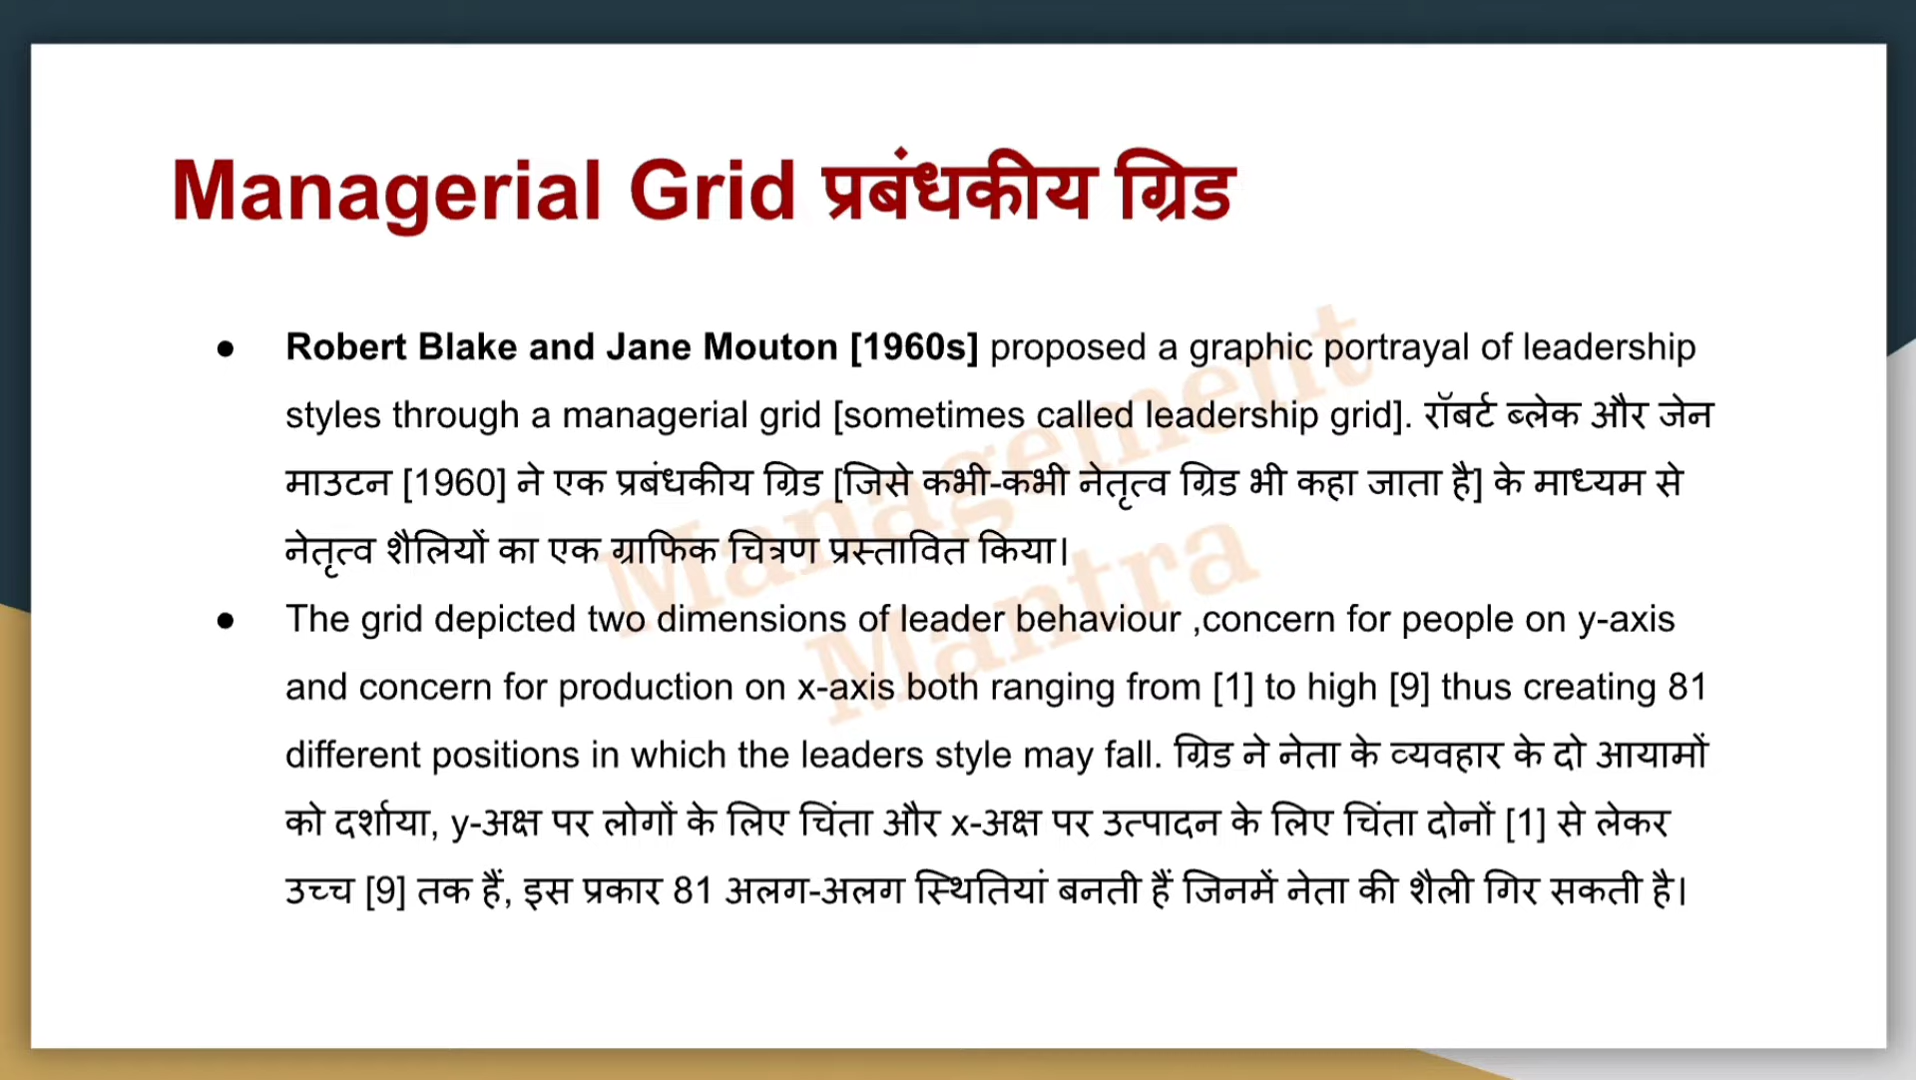 Managerial Grid प्रबंधकीय ग्रिड
● Robert Blake and Jane Mouton [1960s] proposed a graphic portrayal of leadership
styles through a managerial grid [sometimes called leadership grid]. रॉबर्ट ब्लेक और जेन
माउटन [1960] ने एक प्रबंधकीय ग्रिड [जिसे कभी-कभी नेतृत्व ग्रिड भी कहा जाता है] के माध्यम से
नेतृत्व शैलियों का एक ग्राफिक चित्रण प्रस्तावित किया।
● The grid depicted two dimensions of leader behaviour ,concern for people on y-axis
and concern for production on x-axis both ranging from [1] to high [9] thus creating 81
different positions in which the leaders style may fall. ग्रिड ने नेता के व्यवहार के दो आयामों
को दर्शाया, y-अक्ष पर लोगों के लिए चिंता और x-अक्ष पर उत्पादन के लिए चिंता दोनों [1] से लेकर
उच्च [9] तक हैं, इस प्रकार 81 अलग-अलग स्थितियां बनती हैं जिनमें नेता की शैली गिर सकती है।
Management
Mantra